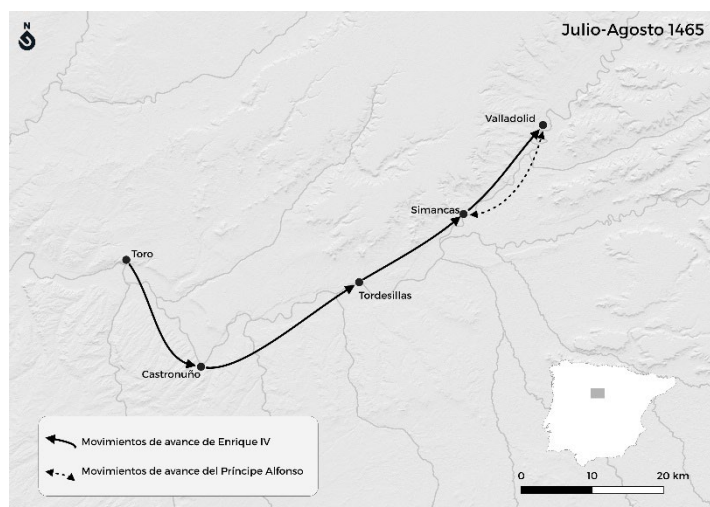 N
Julio-Agosto 1465
Valladolid
Simancas
Toro
Tordesillas
Castronuño
Movimientos de avance de Enrique IV
Movimientos de avance del Príncipe Alfonso
0 10 20 km